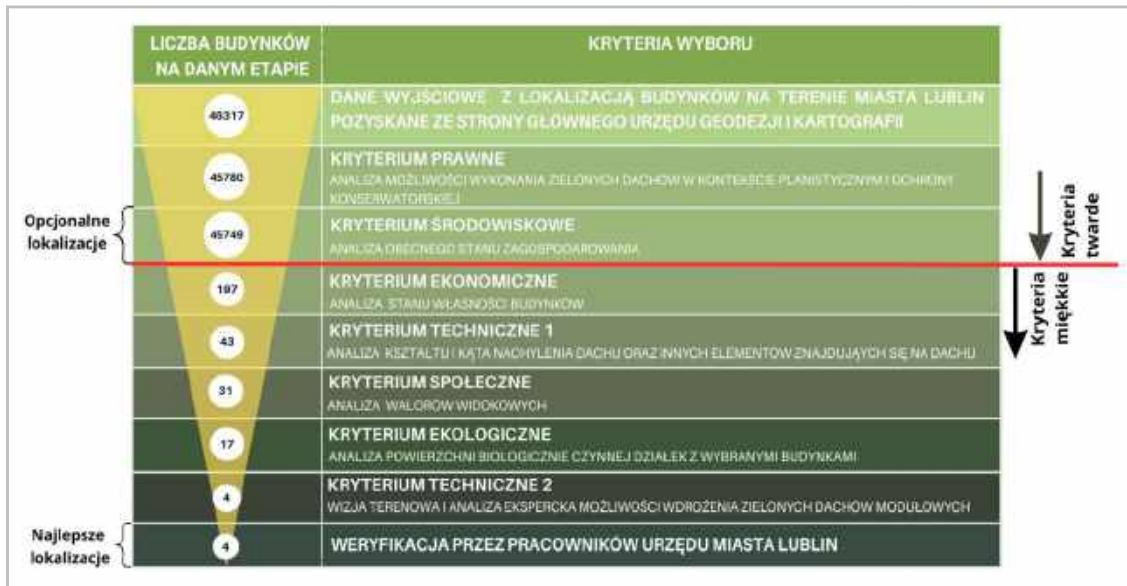 LICZBA BUDYNKÓW
NA DANYM ETAPIE
KRYTERIA WYBORU
46317
DANE WYJŚCIOWE Z LOKALIZACJĄ BUDYNKÓW NA TERENIE MIASTA LUBLIN
POZYSKANE ZE STRONY GŁÓWNEGO URZĘDU GEODEZJI I KARTOGRAFII
45780
KRYTERIUM PRAWNE
ANALIZA MOŻLIWOŚCI WYKONANIA ZIELONYCH DACHÓW W KONTEKŚCIE PLANISTYCZNYM I OCHRONY
KONSERWATORSKIEJ
Opcjonalne
lokalizacje
45749
KRYTERIUM ŚRODOWISKOWE
ANALIZA OBECNEGO STANU ZAGOSPODAROWANIA
Kryteria
twarde
197
KRYTERIUM EKONOMICZNE
ANALIZA STANU WŁASNOŚCI BUDYNKÓW
Kryteria
miękkie
43
KRYTERIUM TECHNICZNE 1
ANALIZA KSZTAŁTU I KĄTA NACHYLENIA DACHU ORAZ INNYCH ELEMENTÓW ZNAJDUJĄCYCH SIĘ NA DACHU
31
KRYTERIUM SPOŁECZNE
ANALIZA WALORÓW WIDOKOWYCH
17
KRYTERIUM EKOLOGICZNE
ANALIZA POWIERZCHNI BIOLOGICZNIE CZYNNEJ DZIAŁEK Z WYBRANYMI BUDYNKAMI
4
KRYTERIUM TECHNICZNE 2
WIZJA TERENOWA I ANALIZA EKSPERCKA MOŻLIWOŚCI WDROŻENIA ZIELONYCH DACHÓW MODUŁOWYCH
Najlepsze
lokalizacje
4
WERYFIKACJA PRZEZ PRACOWNIKÓW URZĘDU MIASTA LUBLIN